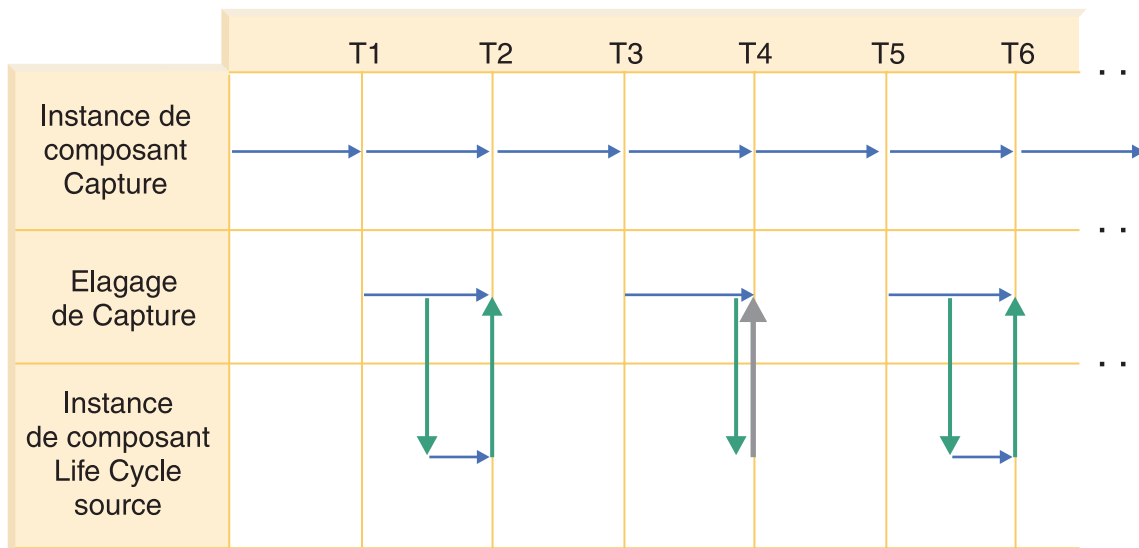 T1 T2 T3 T4 T5 T6 . .
Instance de
composant
Capture
. .
Elagage
de Capture
. .
Instance
de composant
Life Cycle
source